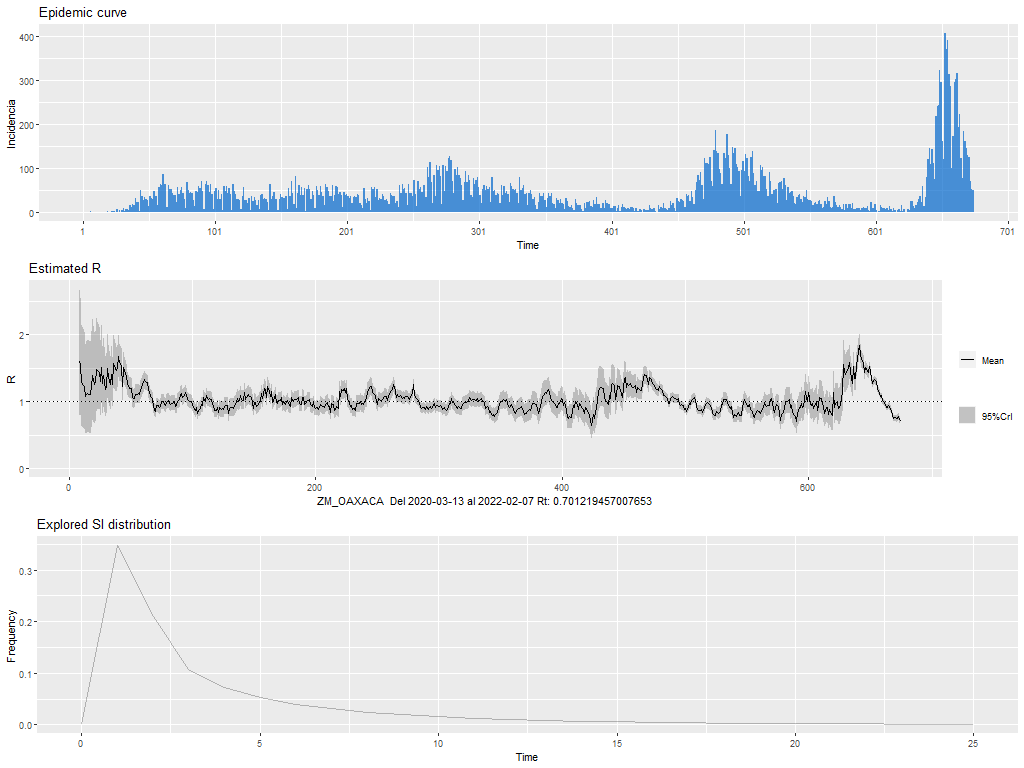 Epidemic curve
400
300
200
100
0
Incidencia
1
101
201
301
401
501
601
701
Time
Estimated R
2
1
0
R
Mean
95%CrI
0
200
400
600
ZM_OAXACA Del 2020-03-13 al 2022-02-07 Rt: 0.701219457007653
Explored SI distribution
0.3
0.2
0.1
0.0
Frequency
0
5
10
15
20
25
Time